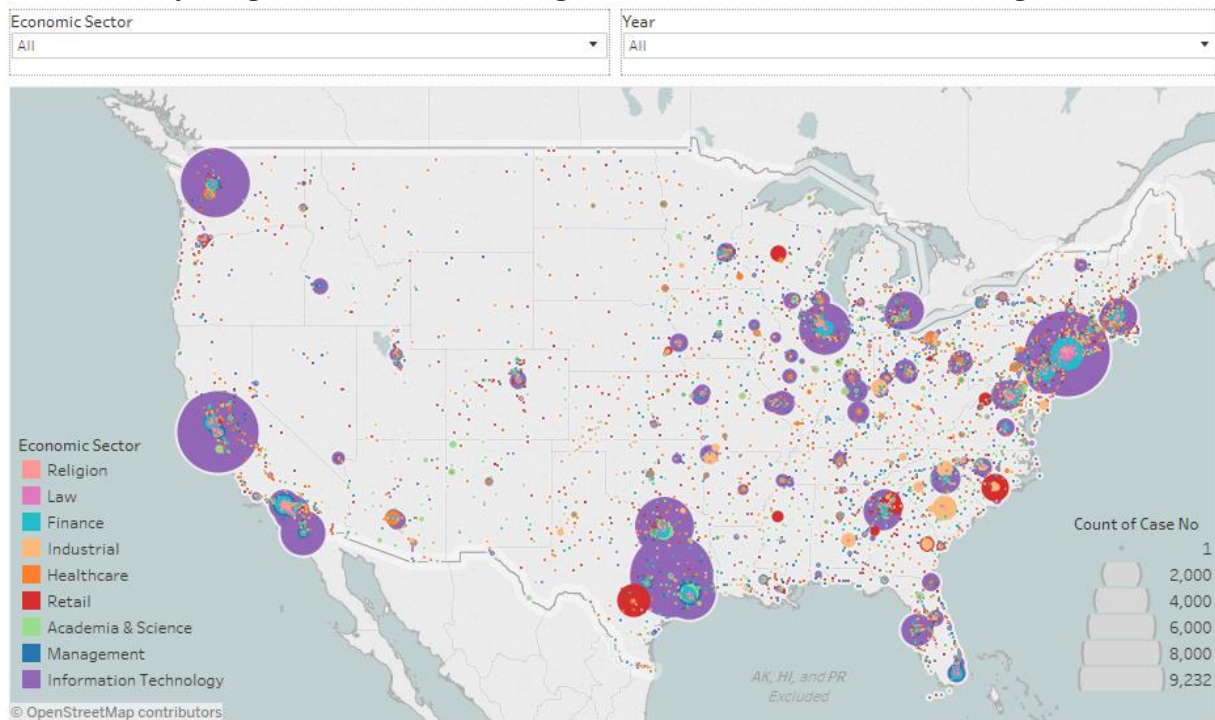 Economic Sector
All
Year
All
Economic Sector
Religion
Law
Finance
Industrial
Healthcare
Retail
Academia & Science
Management
Information Technology
Count of Case No
1
2,000
4,000
6,000
8,000
9,232
AK, HI, and PR
Excluded
© OpenStreetMap contributors